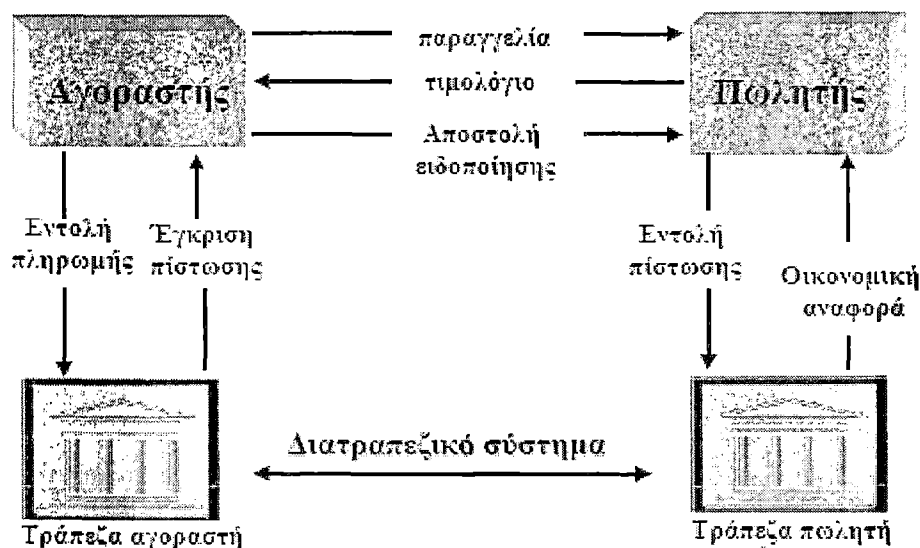 παραγγελία
Αγοραστής
τιμολόγιο
Πωλητής
Αποστολή
ειδοποίησης
Εντολή
πληρωμής
Έγκριση
πίστωσης
Εντολή
πίστωσης
Οικονομική
αναφορά
Διατραπεζικό σύστημα
Τράπεζα αγοραστή
Τράπεζα πωλητή